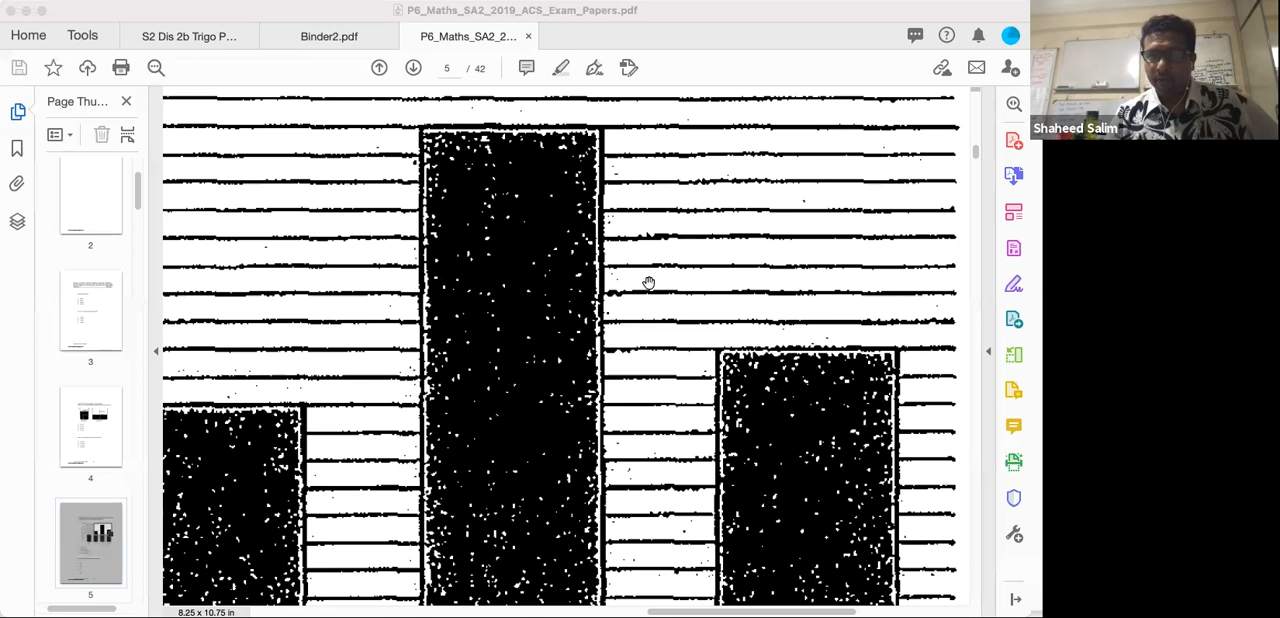 P6_Maths_SA2_2019_ACS_Exam_Papers.pdf
Home Tools S2 Dis 2b Trigo P... Binder2.pdf P6_Maths_SA2_2... ×
5 / 42
Page Thu...
2
3
4
5
8.25 x 10.75 in
Shaheed Salim